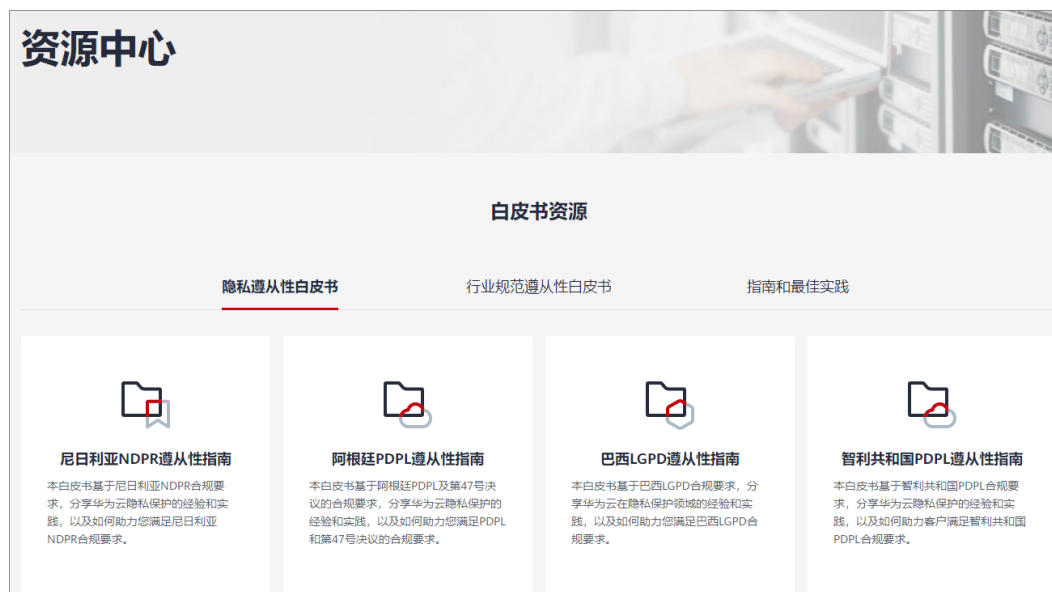 资源中心
白皮书资源
隐私遵从性白皮书
行业规范遵从性白皮书
指南和最佳实践
尼日利亚NDPR遵从性指南
本白皮书基于尼日利亚NDPR合规要
求，分享华为云隐私保护的经验和实
践，以及如何助力您满足尼日利亚
NDPR合规要求。
阿根廷PDPL遵从性指南
本白皮书基于阿根廷PDPL及第47号决
议的合规要求，分享华为云隐私保护的
经验和实践，以及如何助力您满足PDPL
和第47号决议的合规要求。
巴西LGPD遵从性指南
本白皮书基于巴西LGPD合规要求，分
享华为云在隐私保护领域的经验和实
践，以及如何助力您满足巴西LGPD合
规要求。
智利共和国PDPL遵从性指南
本白皮书基于智利共和国PDPL合规要
求，分享华为云隐私保护的经验和实
践，以及如何助力客户满足智利共和国
PDPL合规要求。